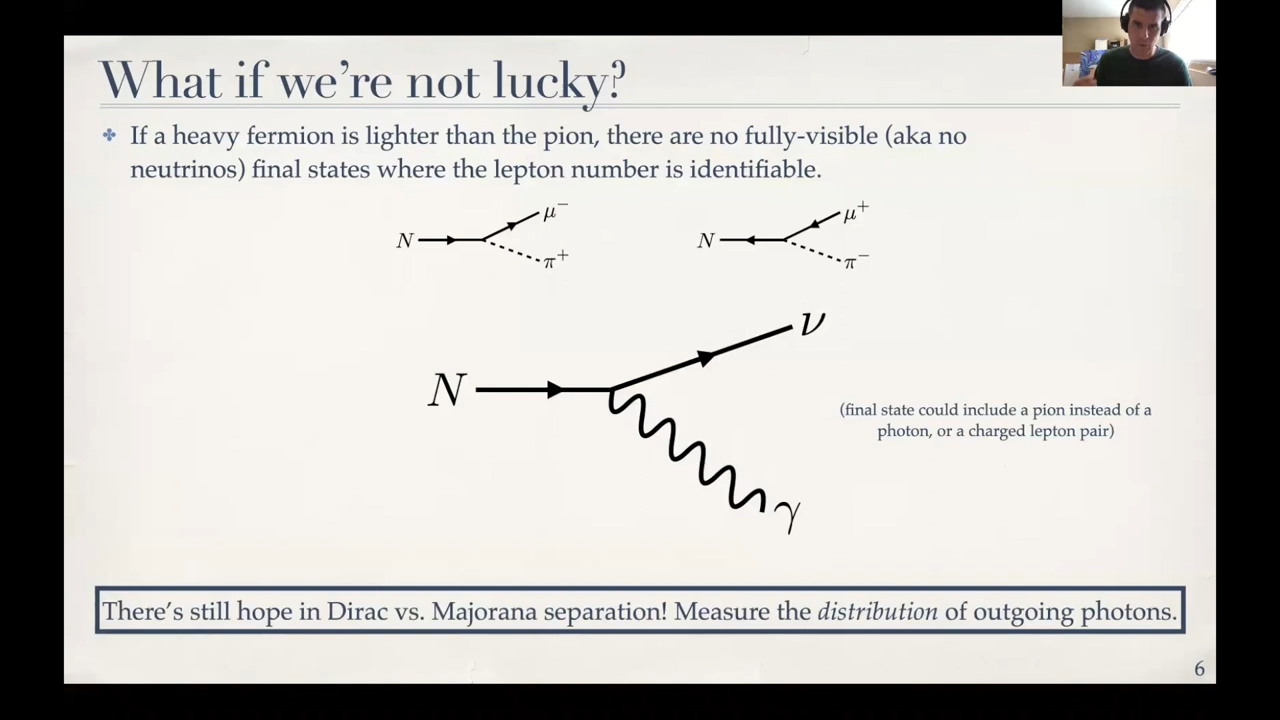 What if we're not lucky?
✤ If a heavy fermion is lighter than the pion, there are no fully-visible (aka no
neutrinos) final states where the lepton number is identifiable.
N μ⁻ π⁺
N μ⁺ π⁻
N ν γ
(final state could include a pion instead of a
photon, or a charged lepton pair)
There's still hope in Dirac vs. Majorana separation! Measure the distribution of outgoing photons.
6